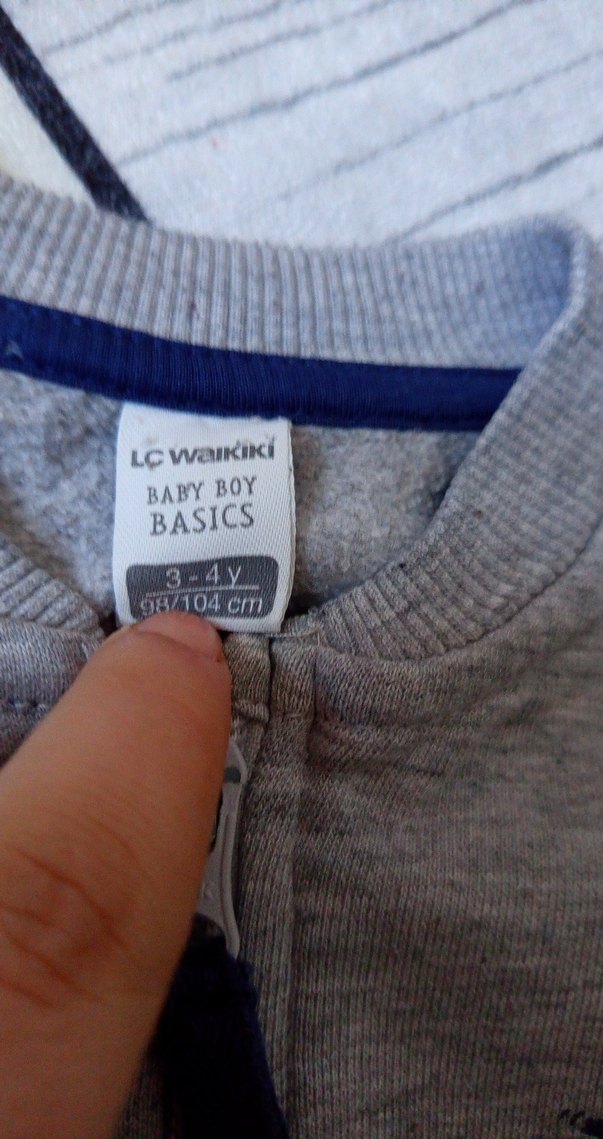 LC WAIKIKI
BABY BOY
BASICS
3 - 4 y
98/104 cm